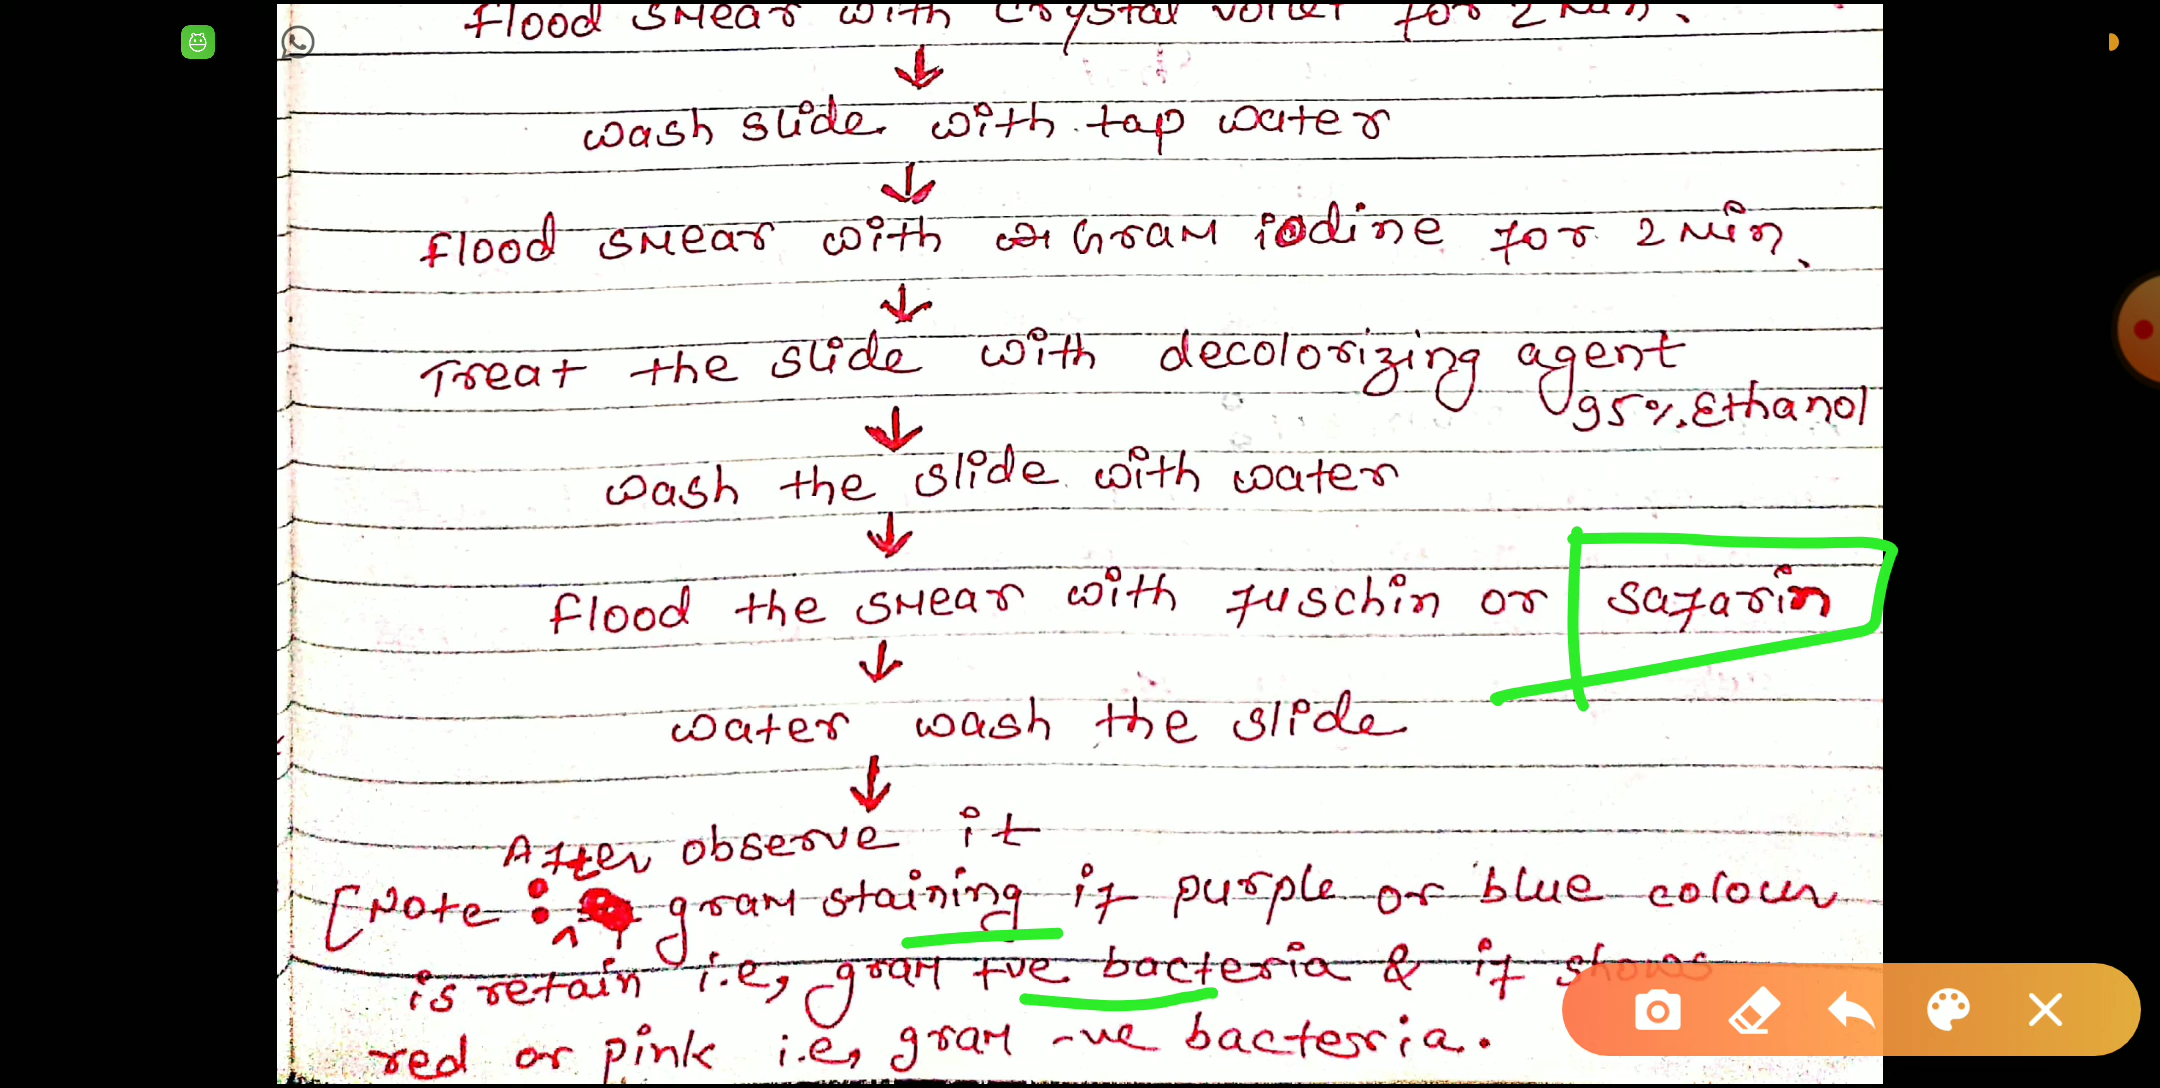 Flood smear with Crystal voilet for 2 min.
wash slide with tap water
flood smear with Gram iodine for 2 min.
Treat the slide with decolorizing agent
95% Ethanol
wash the slide with water
flood the smear with fuschin or safarin
water wash the slide
After observe it
[Note : gram staining if purple or blue colour
is retain i.e, gram +ve bacteria & if shows
red or pink i.e, gram -ve bacteria.